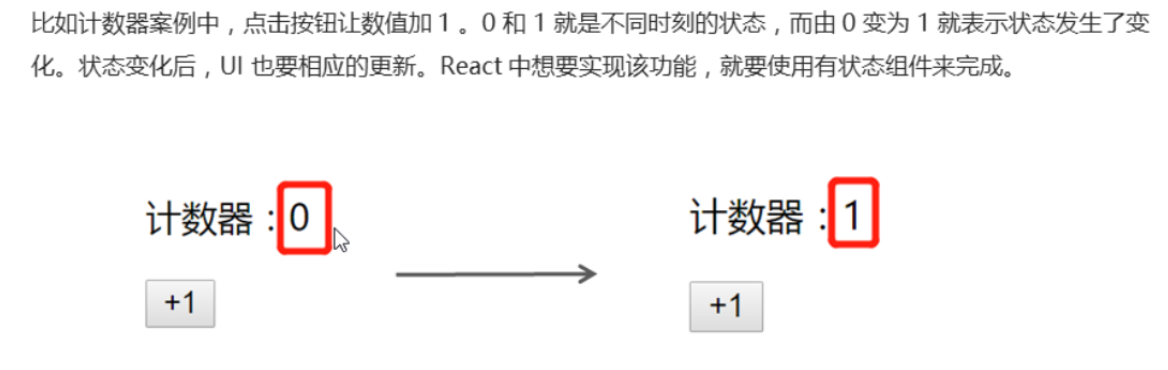 比如计数器案例中，点击按钮让数值加 1 。0 和 1 就是不同时刻的状态，而由 0 变为 1 就表示状态发生了变
化。状态变化后，UI 也要相应的更新。React 中想要实现该功能，就要使用有状态组件来完成。
计数器：0
计数器：1
+1
+1